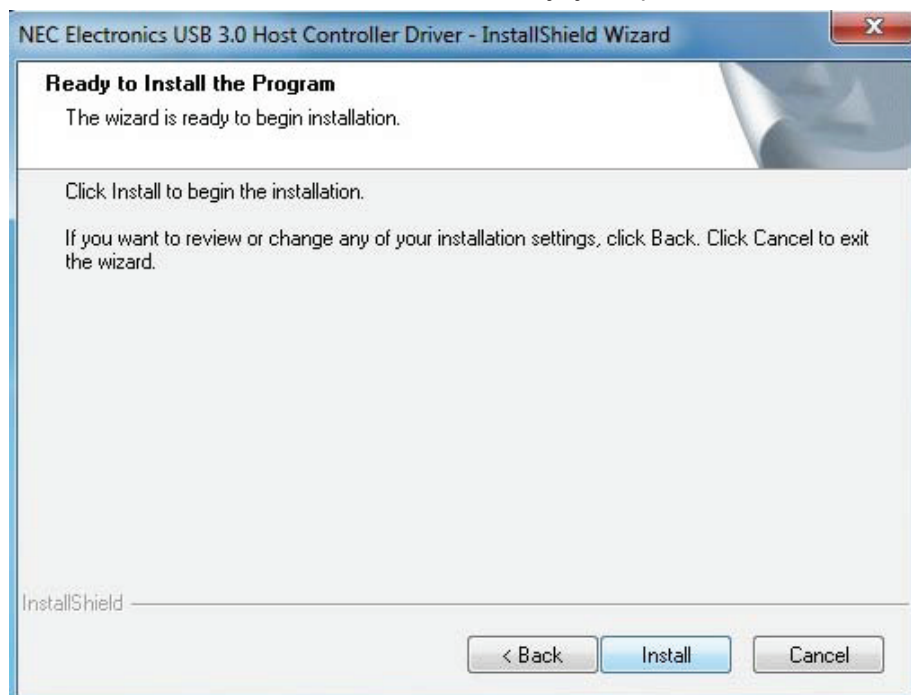 NEC Electronics USB 3.0 Host Controller Driver - InstallShield Wizard
Ready to Install the Program
The wizard is ready to begin installation.
Click Install to begin the installation.
If you want to review or change any of your installation settings, click Back. Click Cancel to exit
the wizard.
InstallShield
< Back Install Cancel